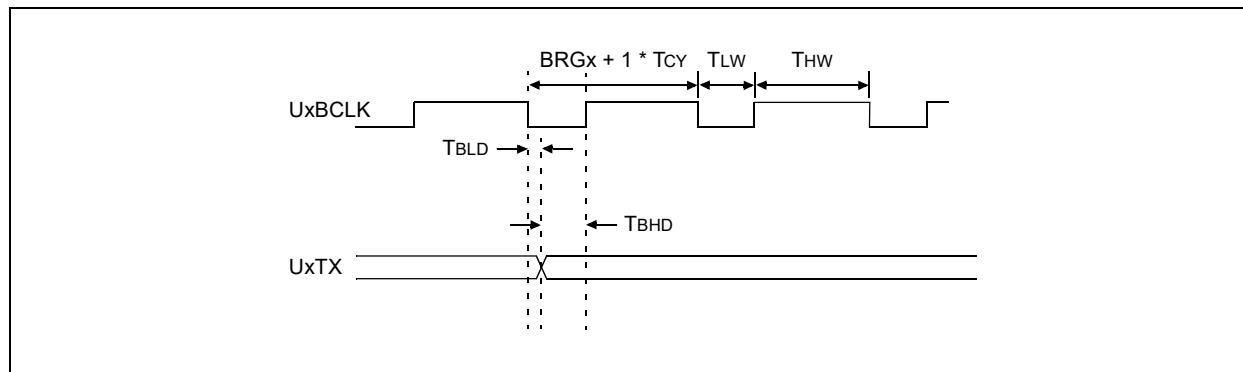 BRGx + 1 * TCY TLW THW
UxBCLK
TBLD
TBHD
UxTX